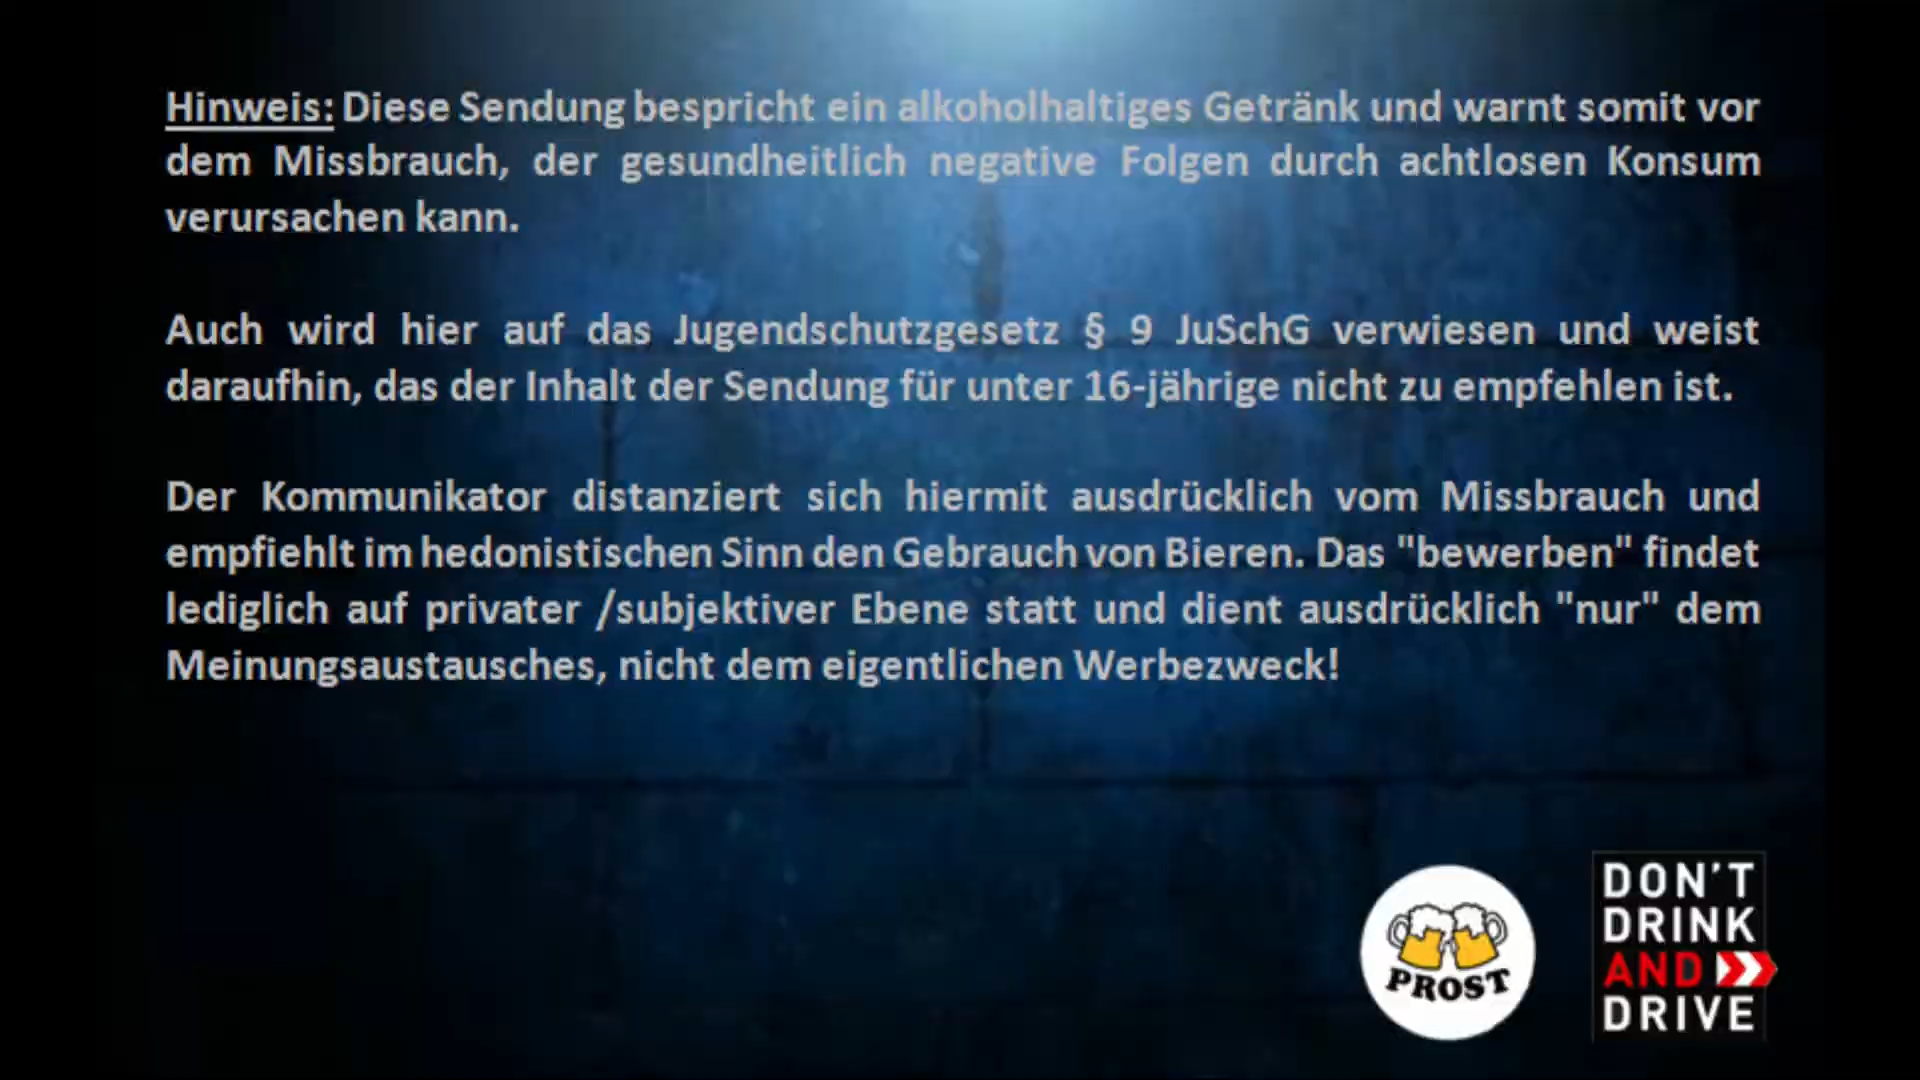 Hinweis: Diese Sendung bespricht ein alkoholhaltiges Getränk und warnt somit vor
dem Missbrauch, der gesundheitlich negative Folgen durch achtlosen Konsum
verursachen kann.
Auch wird hier auf das Jugendschutzgesetz § 9 JuSchG verwiesen und weist
daraufhin, das der Inhalt der Sendung für unter 16-jährige nicht zu empfehlen ist.
Der Kommunikator distanziert sich hiermit ausdrücklich vom Missbrauch und
empfiehlt im hedonistischen Sinn den Gebrauch von Bieren. Das "bewerben" findet
lediglich auf privater /subjektiver Ebene statt und dient ausdrücklich "nur" dem
Meinungsaustausches, nicht dem eigentlichen Werbezweck!
PROST
DON'T
DRINK
AND
DRIVE